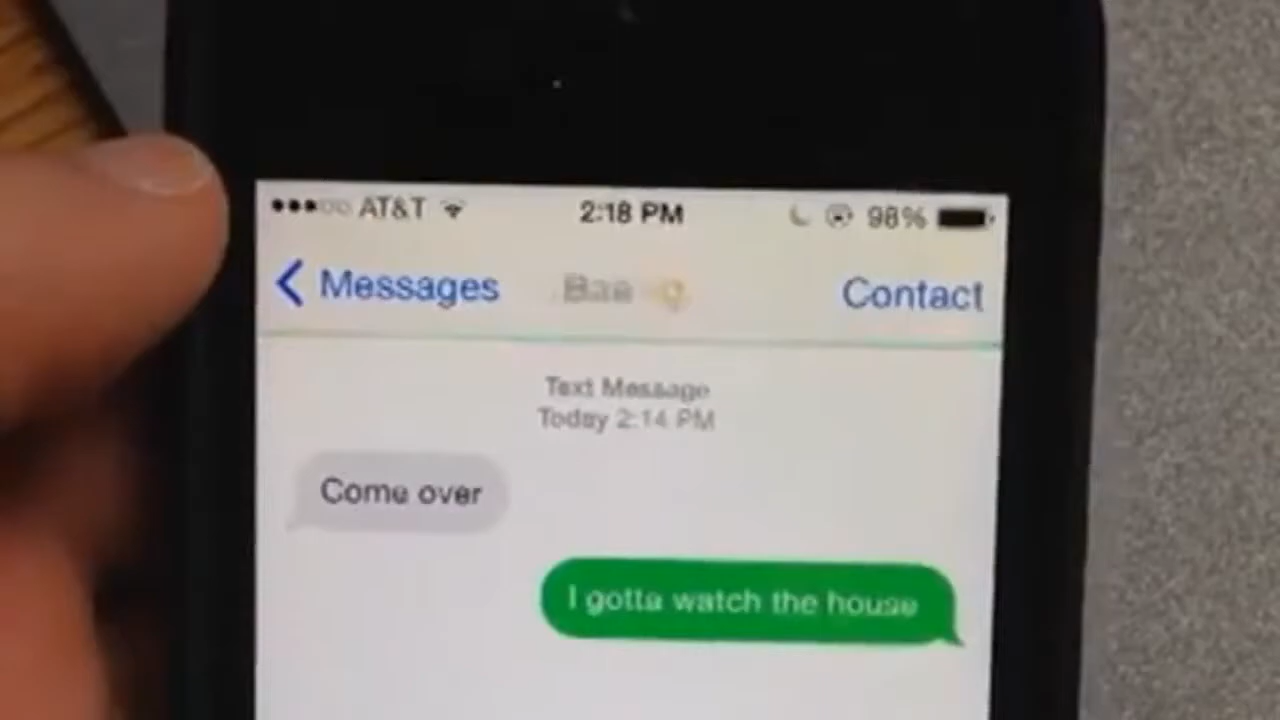 AT&T 2:18 PM 98%
Messages Bae Contact
Text Message
Today 2:14 PM
Come over
I gotta watch the house